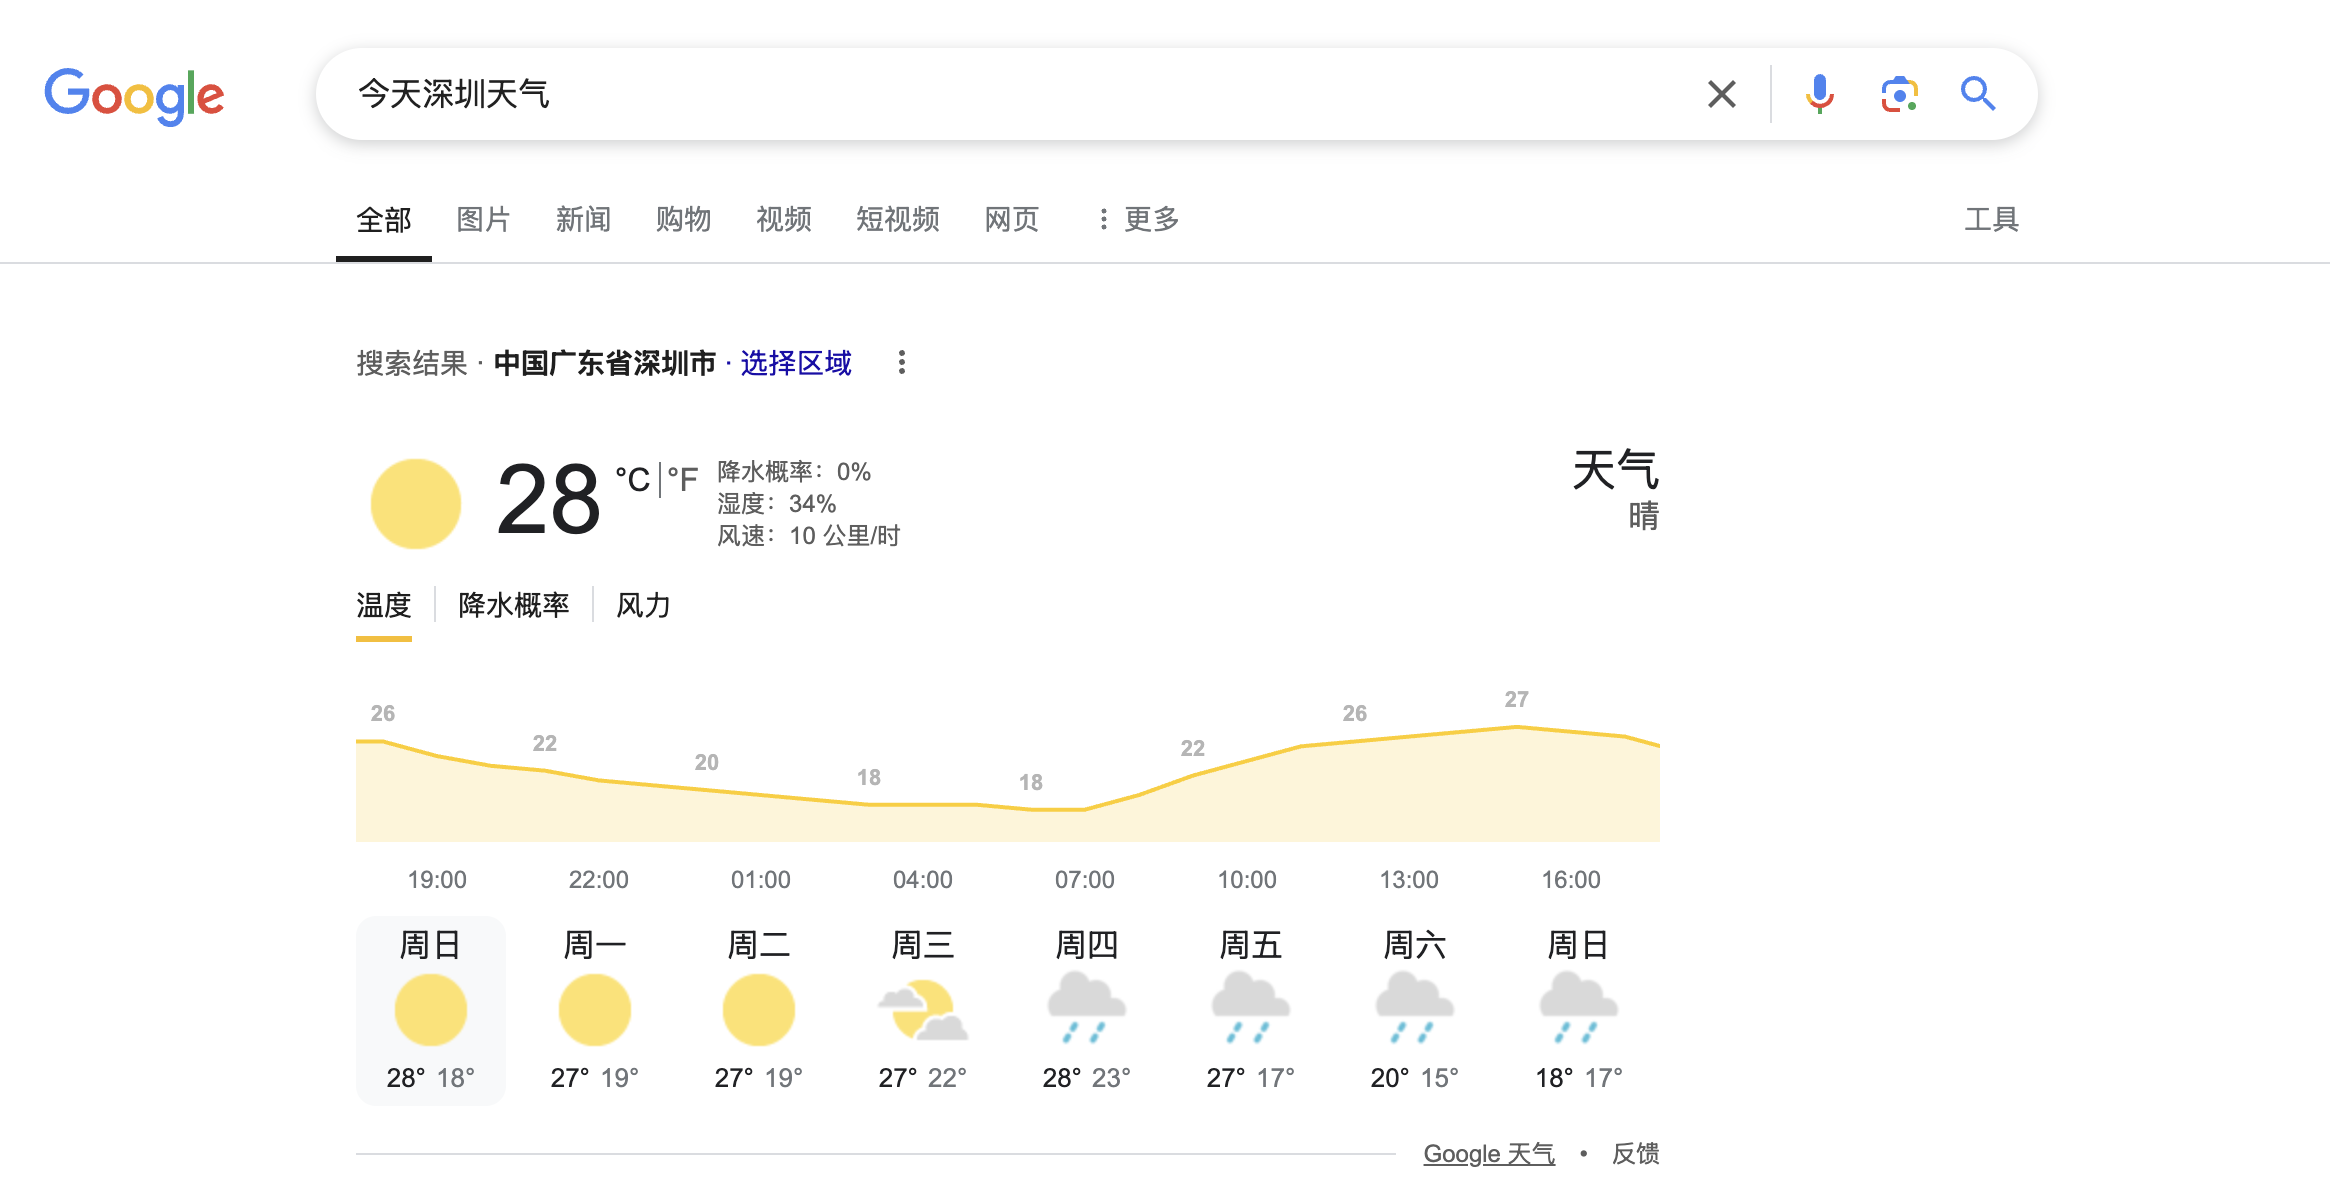 Google
今天深圳天气
全部 图片 新闻 购物 视频 短视频 网页 更多 工具
搜索结果 · 中国广东省深圳市 · 选择区域
28 °C | °F
降水概率：0%
湿度：34%
风速：10 公里/时
天气
晴
温度 降水概率 风力
26 22 20 18 18 22 26 27
19:00 22:00 01:00 04:00 07:00 10:00 13:00 16:00
周日 周一 周二 周三 周四 周五 周六 周日
28° 18° 27° 19° 27° 19° 27° 22° 28° 23° 27° 17° 20° 15° 18° 17°
Google 天气 • 反馈